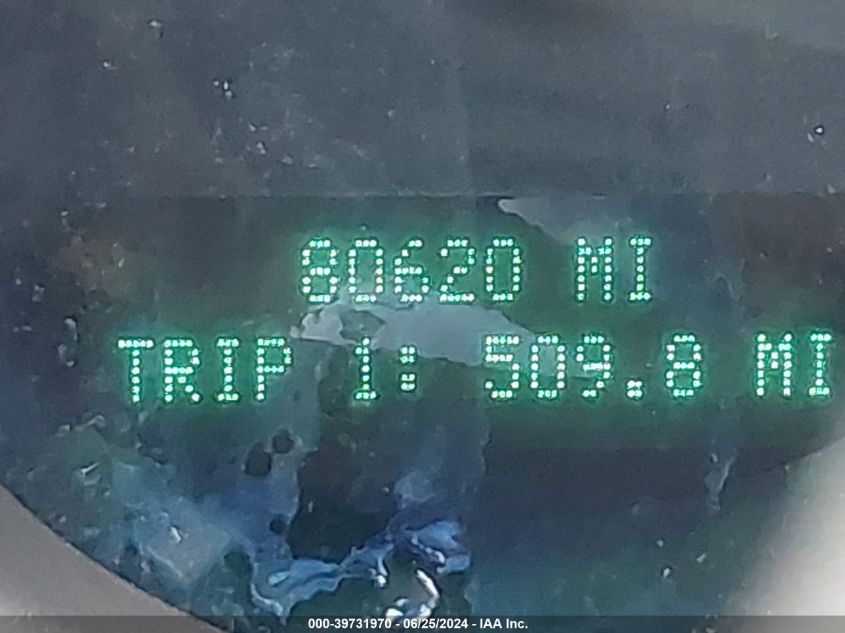 80620 MI
TRIP 1: 509.8 MI
000-39731970 - 06/25/2024 - IAA Inc.